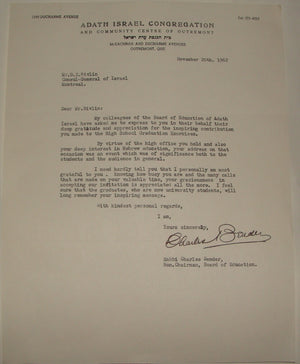 1500 DUCHARME AVENUE
ADATH ISRAEL CONGREGATION
AND COMMUNITY CENTRE OF OUTREMONT
McEACHRAN AND DUCHARME AVENUES
OUTREMONT, QUE
November 20th, 1962
Consul-General of Israel
Montreal.
My colleagues of the Board of Education of Adath
Israel have asked me to express to you in their behalf their
deep gratitude and appreciation for the inspiring contribution
you made to the High School Graduation Exercises.
By virtue of the high office you hold and also
your deep interest in Hebrew education, your address on that
occasion was an event which was of significance both to the
students and the audience in general.
I need hardly tell you that I personally am most
grateful to you. Knowing how busy you are and the many calls
that are made on your valuable time, your graciousness in
accepting our invitation is appreciated all the more. I feel
sure that the graduates, who are now university students, will
long remember your inspiring message.
With kindest personal regards,
I am,
Yours sincerely,
Charles Bender
Rabbi Charles Bender,
Hon. Chairman, Board of Education.